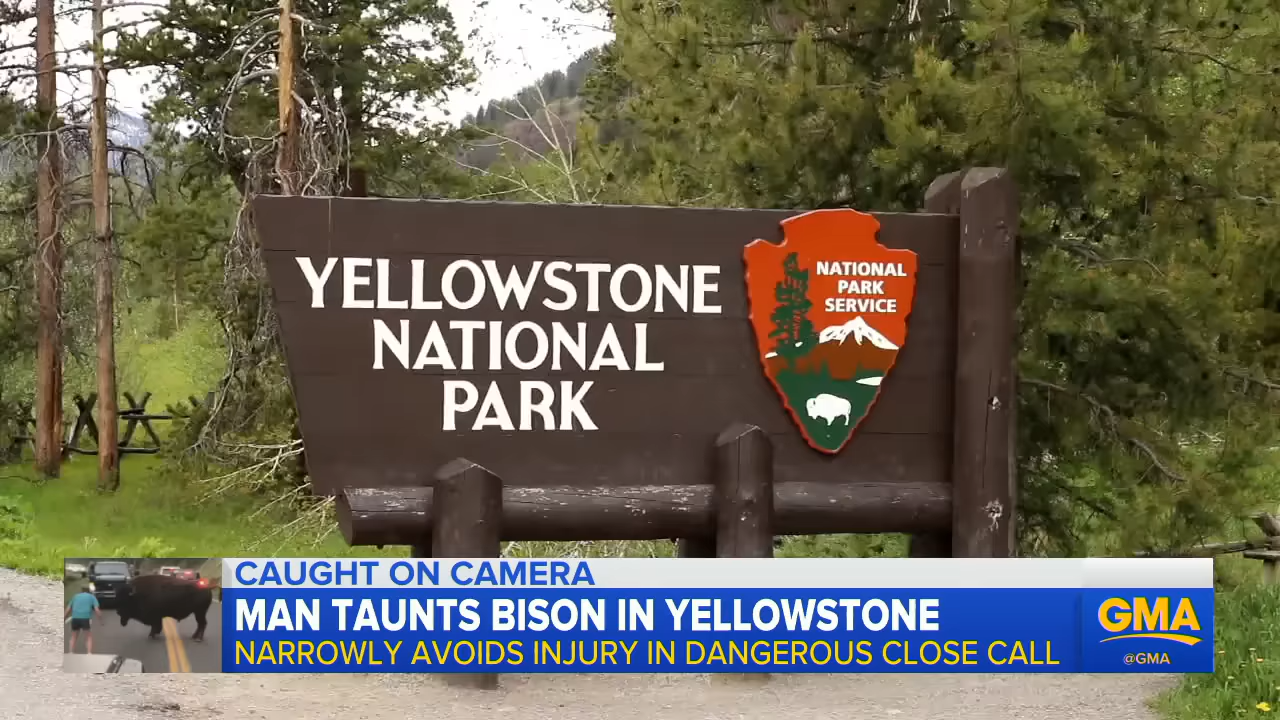 YELLOWSTONE
NATIONAL
PARK
NATIONAL
PARK
SERVICE
CAUGHT ON CAMERA
MAN TAUNTS BISON IN YELLOWSTONE
NARROWLY AVOIDS INJURY IN DANGEROUS CLOSE CALL
GMA
@GMA